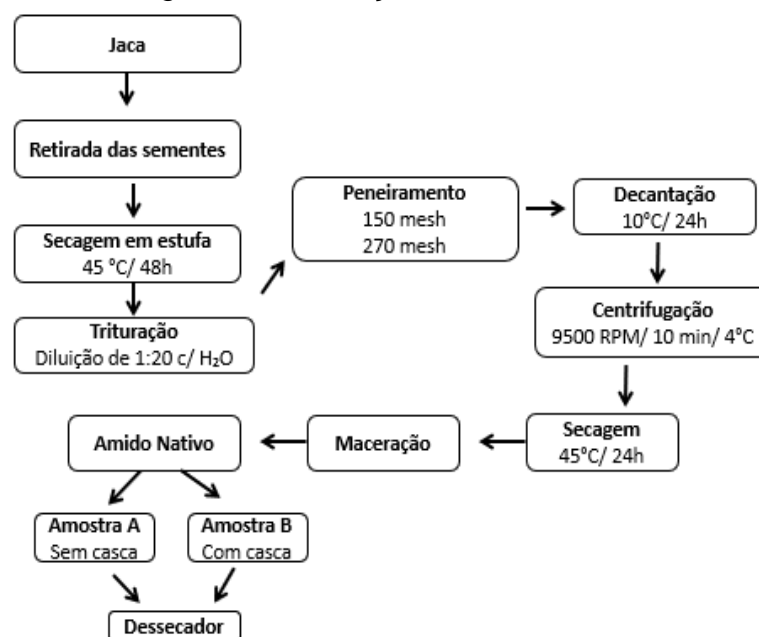 Jaca
Retirada das sementes
Secagem em estufa
45 °C/ 48h
Trituração
Diluição de 1:20 c/ H₂O
Peneiramento
150 mesh
270 mesh
Decantação
10°C/ 24h
Centrifugação
9500 RPM/ 10 min/ 4°C
Secagem
45°C/ 24h
Maceração
Amido Nativo
Amostra A
Sem casca
Amostra B
Com casca
Dessecador